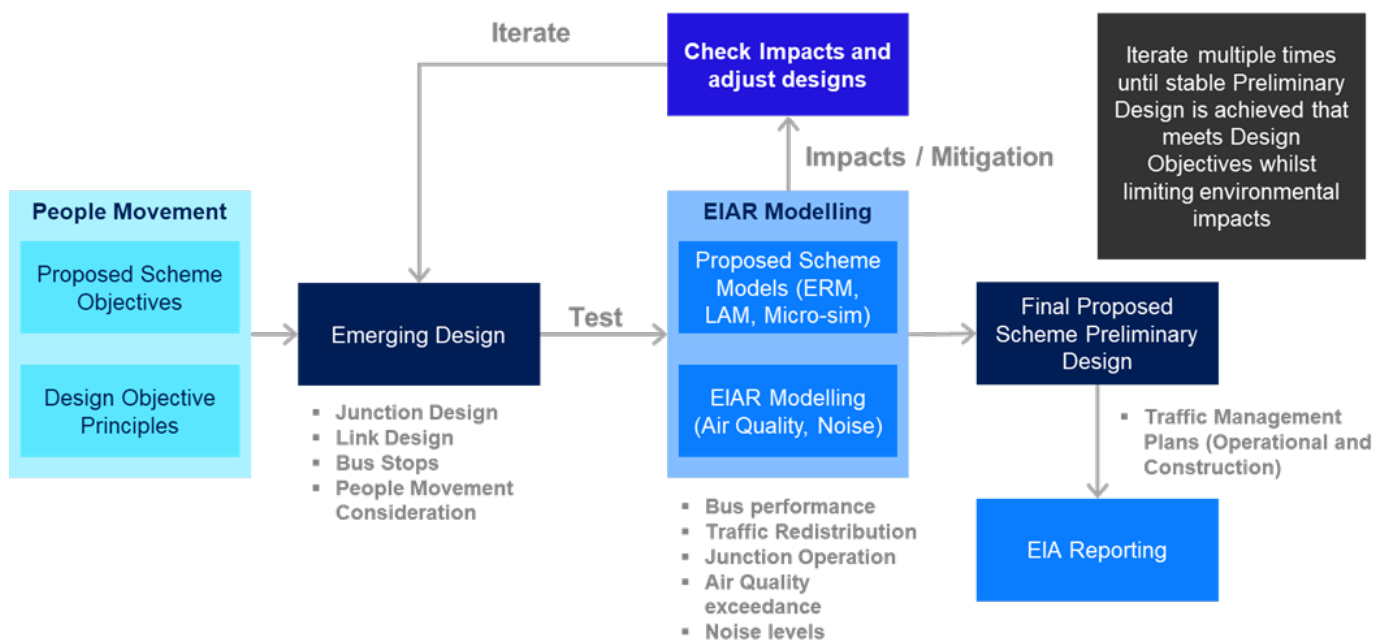 Iterate
Check Impacts and
adjust designs
Iterate multiple times
until stable Preliminary
Design is achieved that
meets Design
Objectives whilst
limiting environmental
impacts
Impacts / Mitigation
People Movement
Proposed Scheme
Objectives
Design Objective
Principles
Emerging Design
▪ Junction Design
▪ Link Design
▪ Bus Stops
▪ People Movement
Consideration
Test
EIAR Modelling
Proposed Scheme
Models (ERM,
LAM, Micro-sim)
EIAR Modelling
(Air Quality, Noise)
▪ Bus performance
▪ Traffic Redistribution
▪ Junction Operation
▪ Air Quality
exceedance
▪ Noise levels
Final Proposed
Scheme Preliminary
Design
▪ Traffic Management
Plans (Operational and
Construction)
EIA Reporting